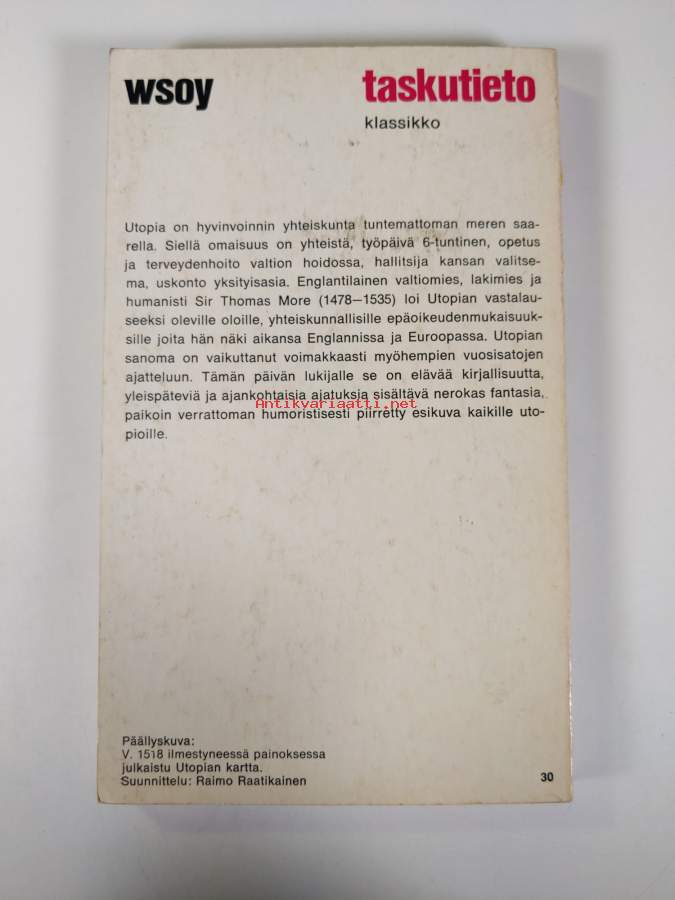 wsoy
taskutieto
klassikko
Utopia on hyvinvoinnin yhteiskunta tuntemattoman meren saa-
rella. Siellä omaisuus on yhteistä, työpäivä 6-tuntinen, opetus
ja terveydenhoito valtion hoidossa, hallitsija kansan valitse-
ma, uskonto yksityisasia. Englantilainen valtiomies, lakimies ja
humanisti Sir Thomas More (1478—1535) loi Utopian vastalau-
seeksi oleville oloille, yhteiskunnallisille epäoikeudenmukaisuuk-
sille joita hän näki aikansa Englannissa ja Euroopassa. Utopian
sanoma on vaikuttanut voimakkaasti myöhempien vuosisatojen
ajatteluun. Tämän päivän lukijalle se on elävää kirjallisuutta,
yleispäteviä ja ajankohtaisia ajatuksia sisältävä nerokas fantasia,
Antikvariaatti.net
paikoin verrattoman humoristisesti piirretty esikuva kaikille uto-
pioille.
Päällyskuva:
V. 1518 ilmestyneessä painoksessa
julkaistu Utopian kartta.
Suunnittelu: Raimo Raatikainen
30